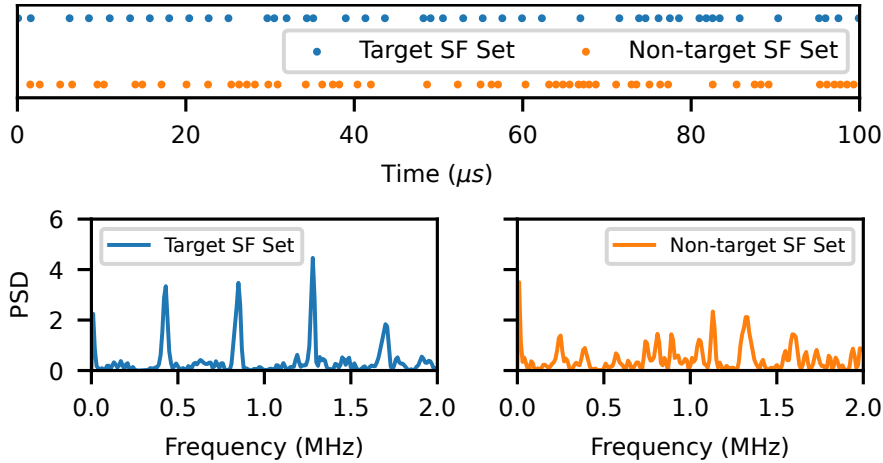 Target SF Set Non-target SF Set
0 20 40 60 80 100
Time (μs)
6
4
2
0
PSD
Target SF Set
0.0 0.5 1.0 1.5 2.0
Frequency (MHz)
Non-target SF Set
0.0 0.5 1.0 1.5 2.0
Frequency (MHz)